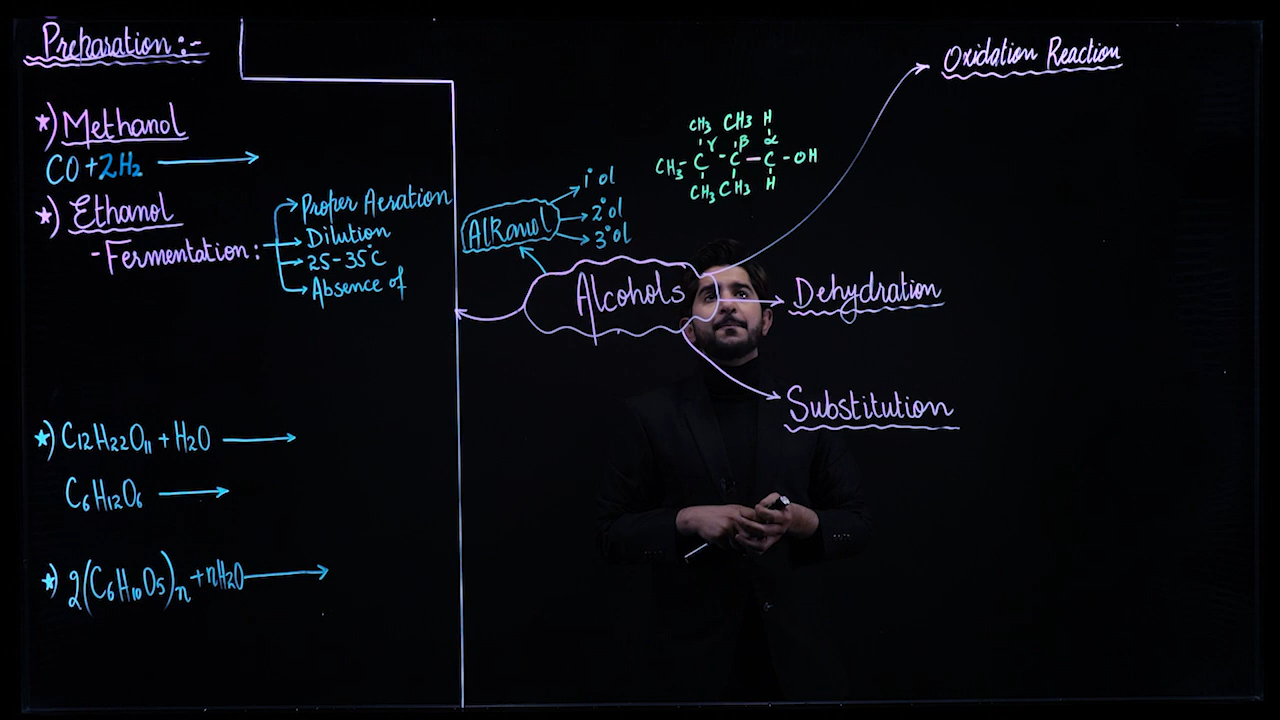 Preparation :-
*) Methanol
CO + 2H₂ →
*) Ethanol
- Fermentation :
→ Proper Aeration
→ Dilution
→ 25-35°C
→ Absence of
*) C₁₂H₂₂O₁₁ + H₂O →
C₆H₁₂O₆ →
*) 2(C₆H₁₀O₅)n + nH₂O →
Alkanol
1° ol
2° ol
3° ol
CH₃ CH₃ H
γ β α
CH₃ - C - C - C - OH
CH₃ CH₃ H
Alcohols
Oxidation Reaction
Dehydration
Substitution